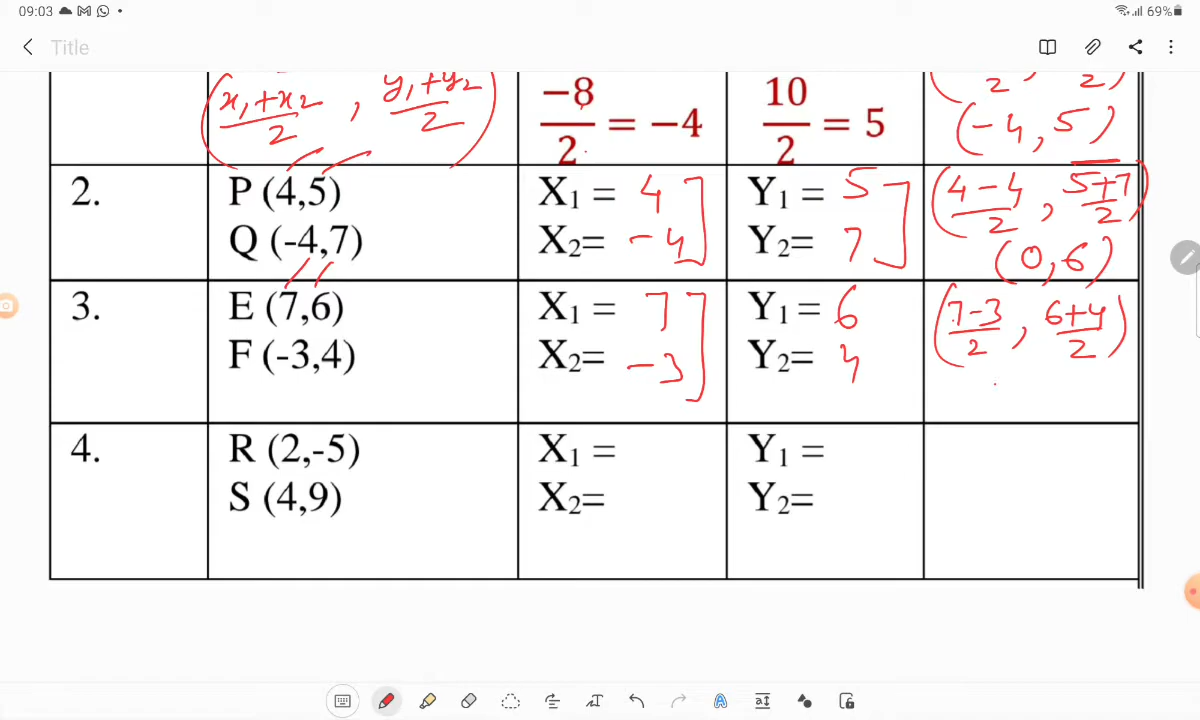 09:03 69%
Title
(x₁+x₂/2 , y₁+y₂/2) −8/2 = −4 10/2 = 5 2 , 2)
(-4,5)
2. P (4,5) X₁ = 4 Y₁ = 5 (4-4/2 , 5+7/2)
Q (-4,7) X₂= -4 Y₂= 7 (0,6)
3. E (7,6) X₁ = 7 Y₁ = 6 (7-3/2 , 6+4/2)
F (-3,4) X₂= -3 Y₂= 4
4. R (2,-5) X₁ = Y₁ =
S (4,9) X₂= Y₂=